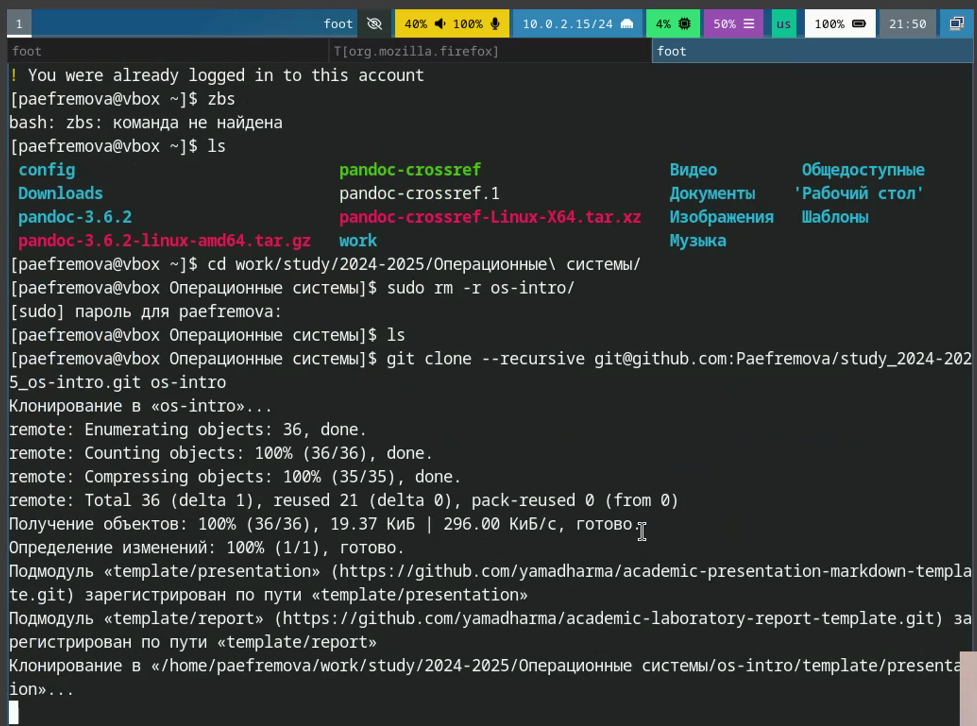 1 foot 40% 100% 10.0.2.15/24 4% 50% us 100% 21:50
foot T[org.mozilla.firefox] foot
! You were already logged in to this account
[paefremova@vbox ~]$ zbs
bash: zbs: команда не найдена
[paefremova@vbox ~]$ ls
config pandoc-crossref Видео Общедоступные
Downloads pandoc-crossref.1 Документы 'Рабочий стол'
pandoc-3.6.2 pandoc-crossref-Linux-X64.tar.xz Изображения Шаблоны
pandoc-3.6.2-linux-amd64.tar.gz work Музыка
[paefremova@vbox ~]$ cd work/study/2024-2025/Операционные\ системы/
[paefremova@vbox Операционные системы]$ sudo rm -r os-intro/
[sudo] пароль для paefremova:
[paefremova@vbox Операционные системы]$ ls
[paefremova@vbox Операционные системы]$ git clone --recursive git@github.com:Paefremova/study_2024-202
5_os-intro.git os-intro
Клонирование в «os-intro»...
remote: Enumerating objects: 36, done.
remote: Counting objects: 100% (36/36), done.
remote: Compressing objects: 100% (35/35), done.
remote: Total 36 (delta 1), reused 21 (delta 0), pack-reused 0 (from 0)
Получение объектов: 100% (36/36), 19.37 КиБ | 296.00 КиБ/с, готово.
Определение изменений: 100% (1/1), готово.
Подмодуль «template/presentation» (https://github.com/yamadharma/academic-presentation-markdown-templa
te.git) зарегистрирован по пути «template/presentation»
Подмодуль «template/report» (https://github.com/yamadharma/academic-laboratory-report-template.git) за
регистрирован по пути «template/report»
Клонирование в «/home/paefremova/work/study/2024-2025/Операционные системы/os-intro/template/presentat
ion»...